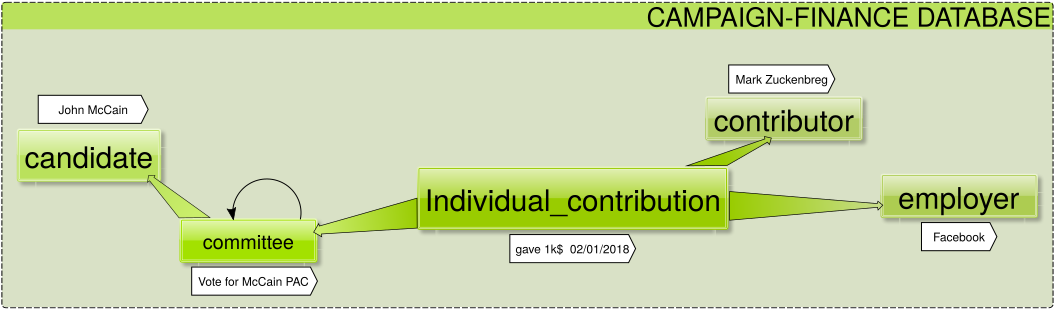 CAMPAIGN-FINANCE DATABASE
Mark Zuckenbreg
contributor
John McCain
candidate
Individual_contribution
gave 1k$  02/01/2018
employer
Facebook
committee
Vote for McCain PAC